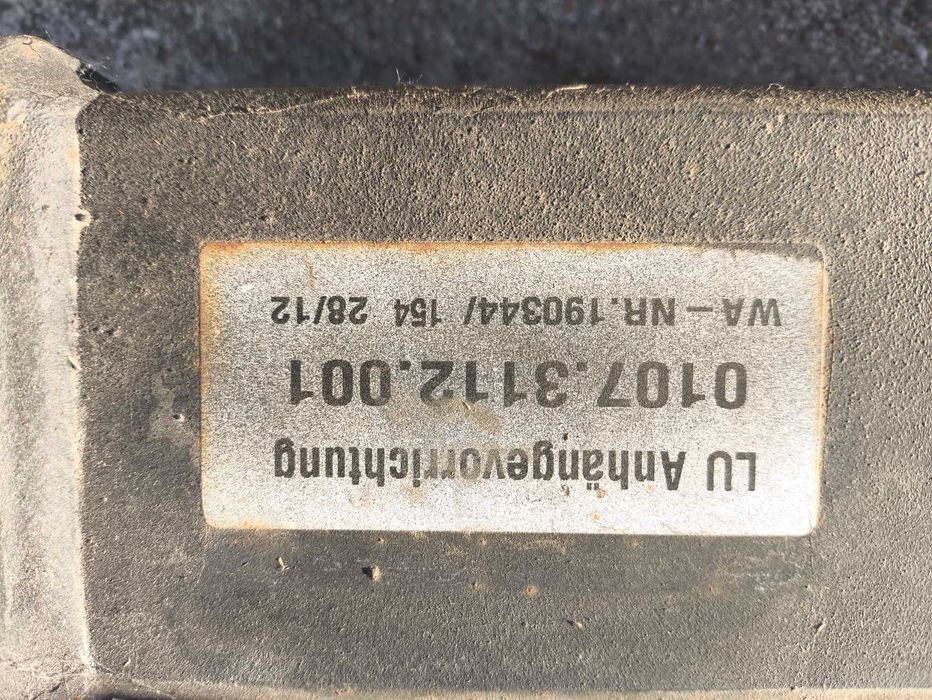 LU Anhängevorrichtung
0107.3112.001
WA-NR.190344/ 154 28/12